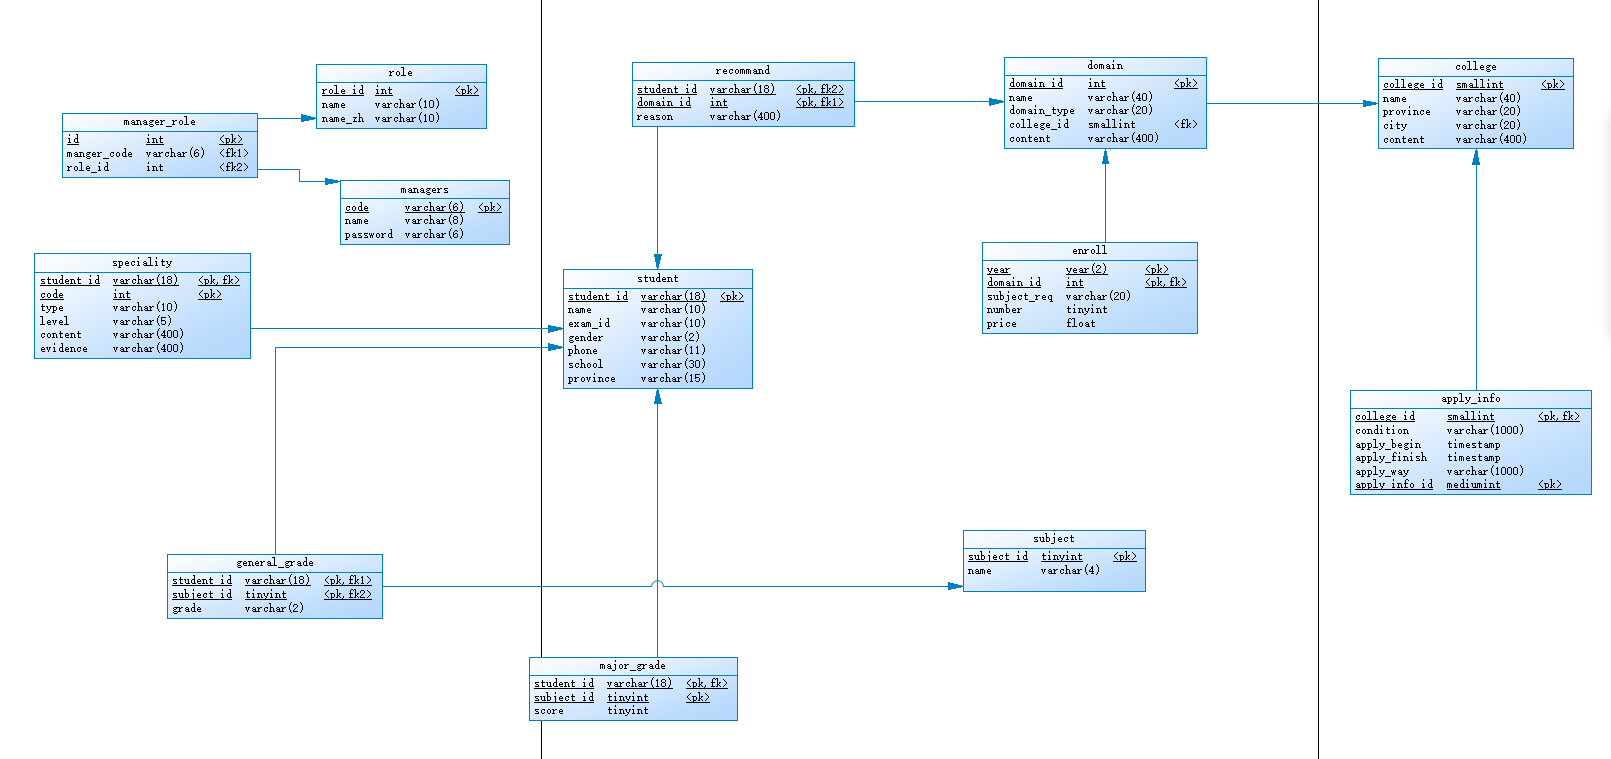 role
role_id int <pk>
name varchar(10)
name_zh varchar(10)
manager_role
id int <pk>
manger_code varchar(6) <fk1>
role_id int <fk2>
managers
code varchar(6) <pk>
name varchar(8)
password varchar(6)
speciality
student_id varchar(18) <pk,fk>
code int <pk>
type varchar(10)
level varchar(5)
content varchar(400)
evidence varchar(400)
recommand
student_id varchar(18) <pk,fk2>
domain_id int <pk,fk1>
reason varchar(400)
domain
domain_id int <pk>
name varchar(40)
domain_type varchar(20)
college_id smallint <fk>
content varchar(400)
college
college_id smallint <pk>
name varchar(40)
province varchar(20)
city varchar(20)
content varchar(400)
student
student_id varchar(18) <pk>
name varchar(10)
exam_id varchar(10)
gender varchar(2)
phone varchar(11)
school varchar(30)
province varchar(15)
enroll
year year(2) <pk>
domain_id int <pk,fk>
subject_req varchar(20)
number tinyint
price float
apply_info
college_id smallint <pk,fk>
condition varchar(1000)
apply_begin timestamp
apply_finish timestamp
apply_way varchar(1000)
apply_info_id mediumint <pk>
general_grade
student_id varchar(18) <pk,fk1>
subject_id tinyint <pk,fk2>
grade varchar(2)
subject
subject_id tinyint <pk>
name varchar(4)
major_grade
student_id varchar(18) <pk,fk>
subject_id tinyint <pk>
score tinyint